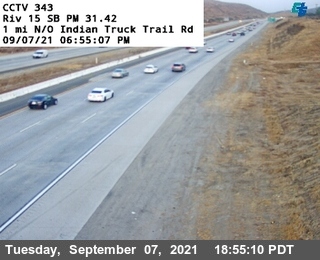 CCTV 343
Riv 15 SB PM 31.42
1 mi N/O Indian Truck Trail Rd
09/07/21 06:55:07 PM
Tuesday, September 07, 2021 18:55:10 PDT